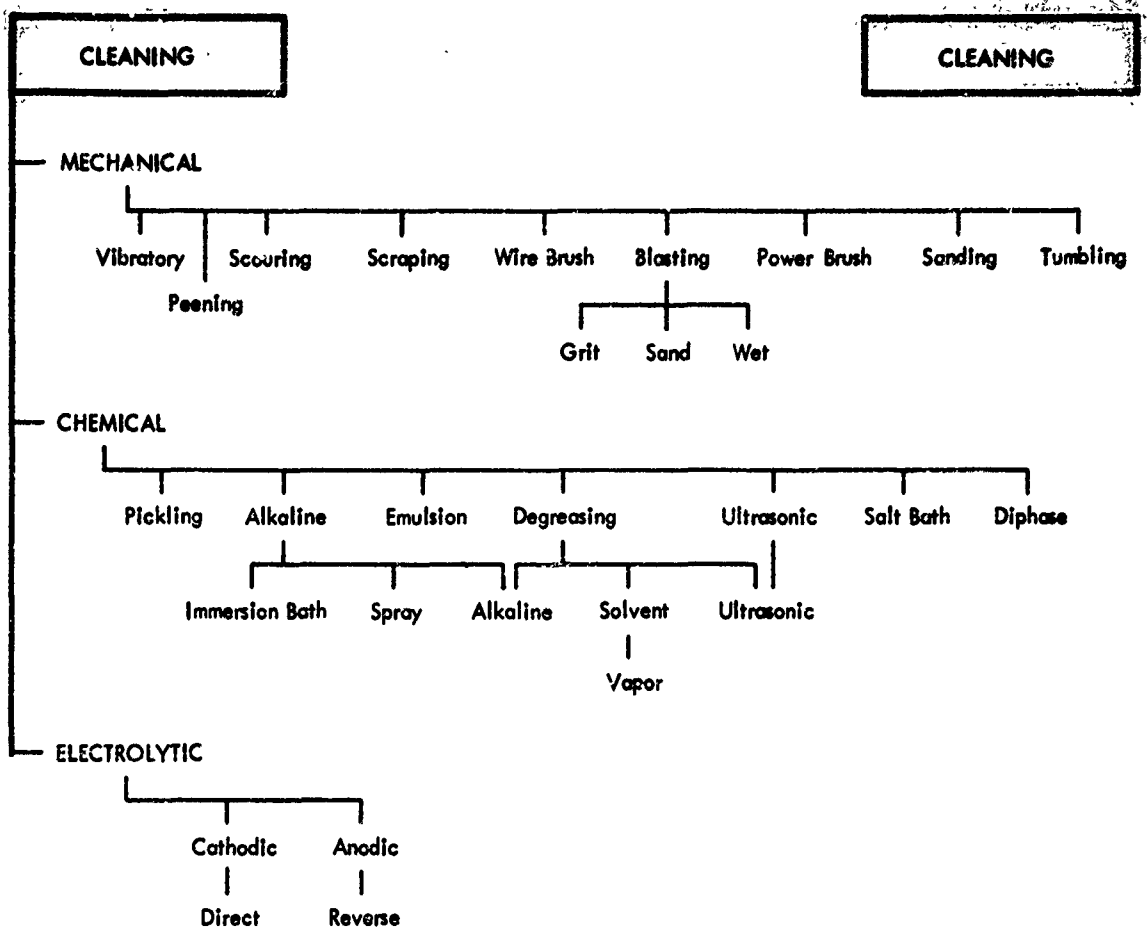 CLEANING CLEANING
MECHANICAL
Vibratory Scouring Scraping Wire Brush Blasting Power Brush Sanding Tumbling
Peening
Grit Sand Wet
CHEMICAL
Pickling Alkaline Emulsion Degreasing Ultrasonic Salt Bath Diphase
Immersion Bath Spray Alkaline Solvent Ultrasonic
Vapor
ELECTROLYTIC
Cathodic Anodic
Direct Reverse